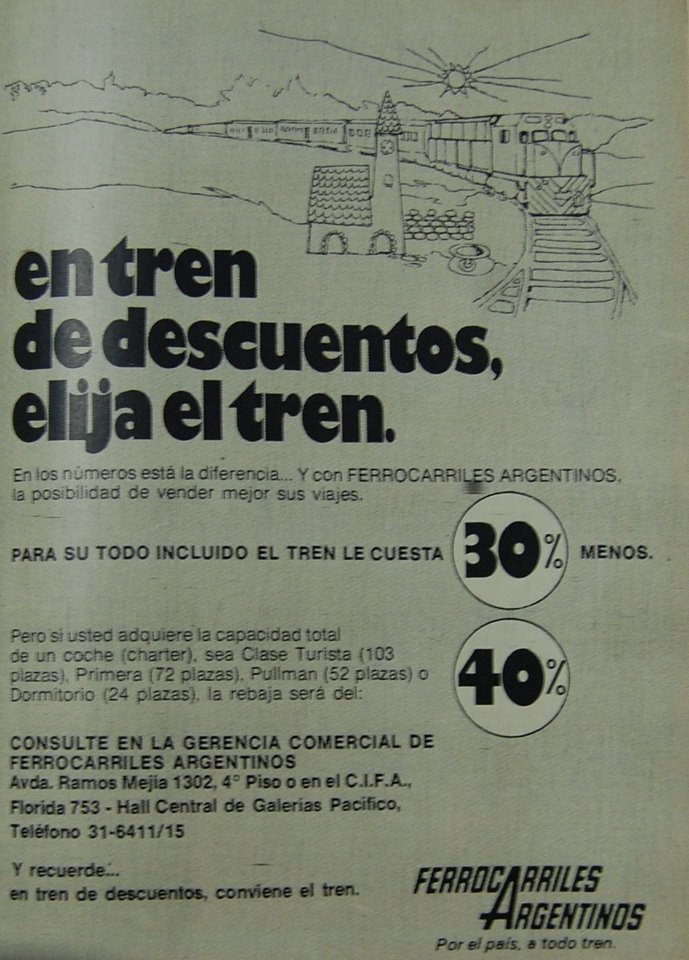 en tren
de descuentos,
elija el tren.
En los números está la diferencia... Y con FERROCARRILES ARGENTINOS,
la posibilidad de vender mejor sus viajes.
PARA SU TODO INCLUIDO EL TREN LE CUESTA 30% MENOS.
Pero si usted adquiere la capacidad total
de un coche (charter), sea Clase Turista (103
plazas), Primera (72 plazas), Pullman (52 plazas) o
Dormitorio (24 plazas), la rebaja será del:
40%
CONSULTE EN LA GERENCIA COMERCIAL DE
FERROCARRILES ARGENTINOS
Avda. Ramos Mejía 1302, 4° Piso o en el C.I.F.A.,
Florida 753 - Hall Central de Galerías Pacífico,
Teléfono 31-6411/15
Y recuerde...
en tren de descuentos, conviene el tren.
FERROCARRILES
ARGENTINOS
Por el país, a todo tren.